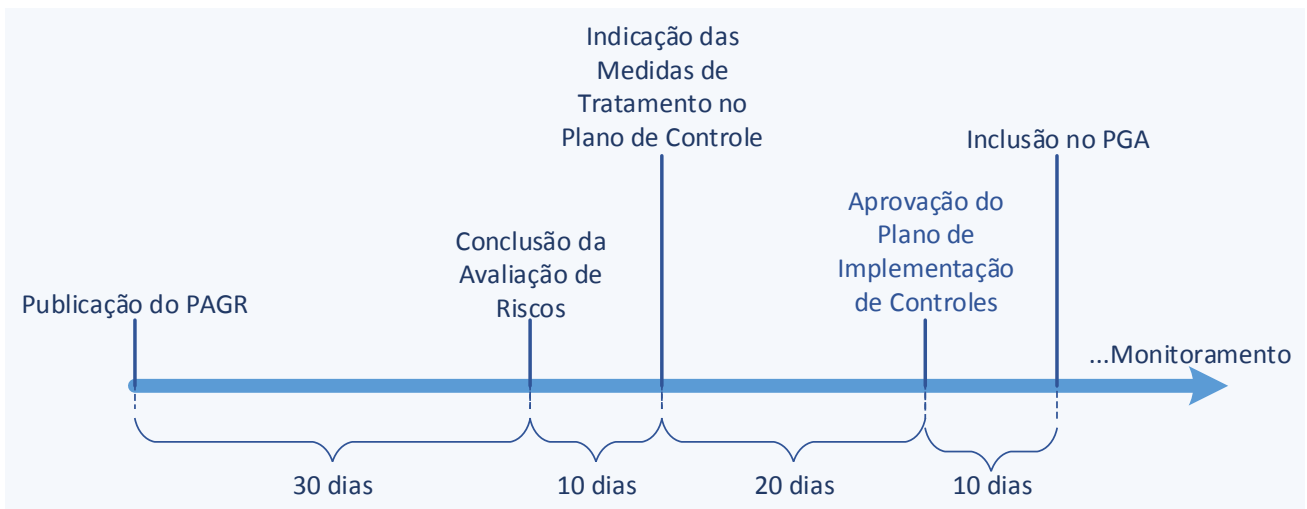 Indicação das
Medidas de
Tratamento no
Plano de Controle
Inclusão no PGA
Aprovação do
Plano de
Implementação
de Controles
Conclusão da
Avaliação de
Riscos
Publicação do PAGR
...Monitoramento
30 dias
10 dias
20 dias
10 dias